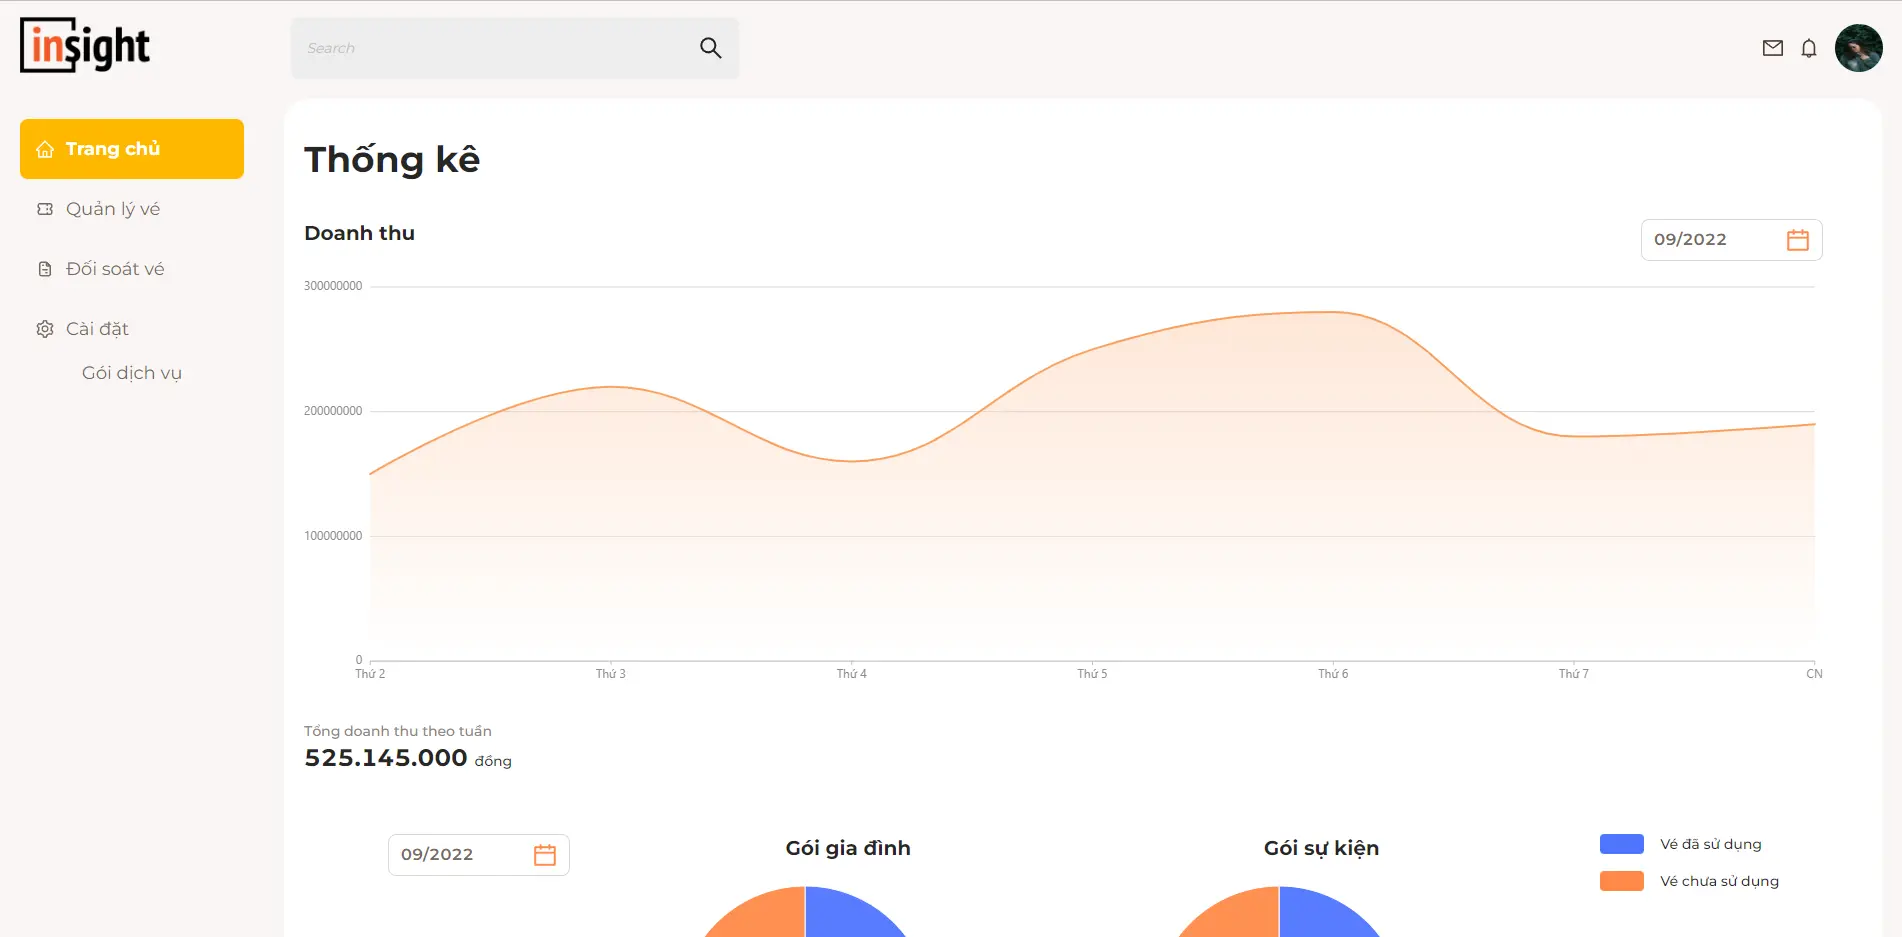 insight
Search
Trang chủ
Quản lý vé
Đối soát vé
Cài đặt
Gói dịch vụ
Thống kê
Doanh thu
09/2022
300000000
200000000
100000000
0
Thứ 2 Thứ 3 Thứ 4 Thứ 5 Thứ 6 Thứ 7 CN
Tổng doanh thu theo tuần
525.145.000 đồng
09/2022
Gói gia đình
Gói sự kiện
Vé đã sử dụng
Vé chưa sử dụng